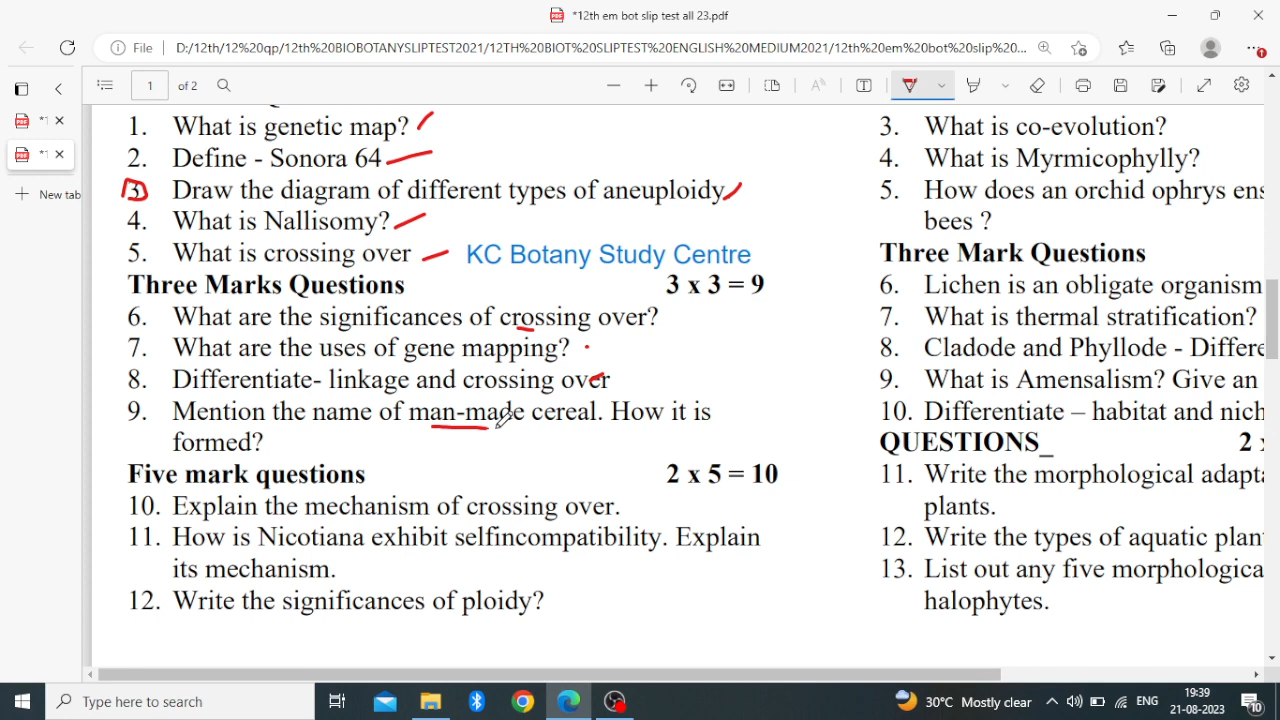 *12th em bot slip test all 23.pdf
File
D:/12th/12%20qp/12th%20BIOBOTANYSLIPTEST2021/12TH%20BIOT%20SLIPTEST%20ENGLISH%20MEDIUM2021/12th%20em%20bot%20slip%20...
1 of 2
New tab
1. What is genetic map?
2. Define - Sonora 64
3. Draw the diagram of different types of aneuploidy
4. What is Nallisomy?
5. What is crossing over
KC Botany Study Centre
Three Marks Questions 3 x 3 = 9
6. What are the significances of crossing over?
7. What are the uses of gene mapping?
8. Differentiate- linkage and crossing over
9. Mention the name of man-made cereal. How it is
formed?
Five mark questions 2 x 5 = 10
10. Explain the mechanism of crossing over.
11. How is Nicotiana exhibit selfincompatibility. Explain
its mechanism.
12. Write the significances of ploidy?
3. What is co-evolution?
4. What is Myrmicophylly?
5. How does an orchid ophrys ens
bees ?
Three Mark Questions
6. Lichen is an obligate organism
7. What is thermal stratification?
8. Cladode and Phyllode - Differe
9. What is Amensalism? Give an
10. Differentiate – habitat and nich
QUESTIONS_ 2
11. Write the morphological adapta
plants.
12. Write the types of aquatic plan
13. List out any five morphologica
halophytes.
Type here to search
30°C Mostly clear
ENG
19:39
21-08-2023
10